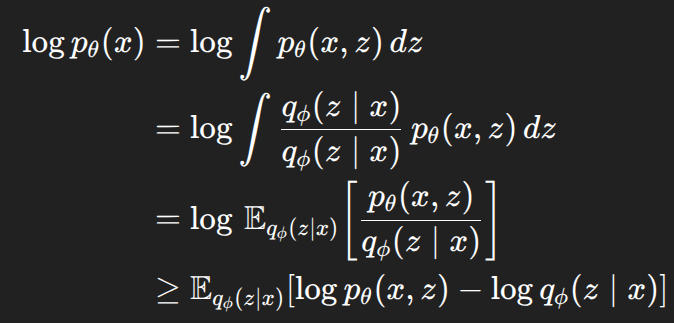 log p_θ(x) = log ∫ p_θ(x, z) dz
= log ∫ q_ϕ(z | x) / q_ϕ(z | x) p_θ(x, z) dz
= log 𝔼_{q_ϕ(z|x)} [ p_θ(x, z) / q_ϕ(z | x) ]
≥ 𝔼_{q_ϕ(z|x)} [log p_θ(x, z) − log q_ϕ(z | x)]